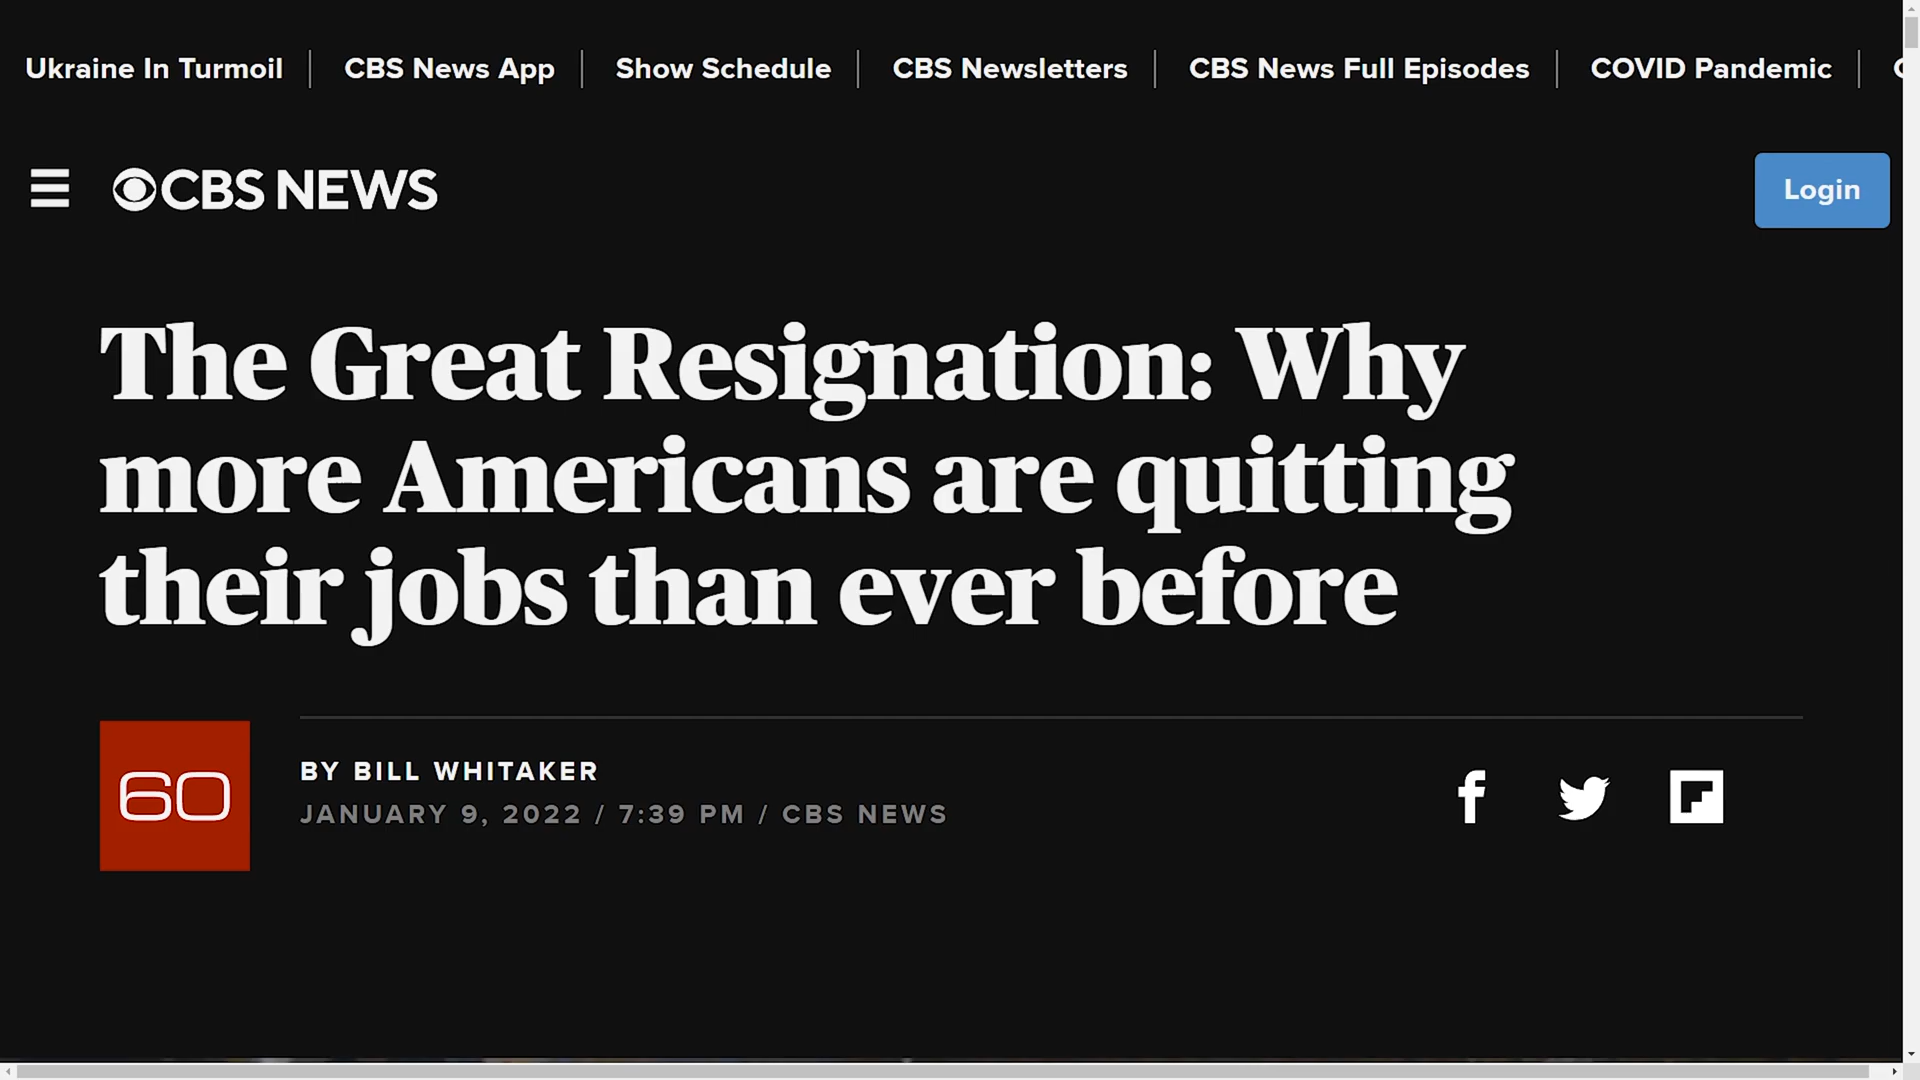 Ukraine In Turmoil | CBS News App | Show Schedule | CBS Newsletters | CBS News Full Episodes | COVID Pandemic |
CBS NEWS
Login
The Great Resignation: Why
more Americans are quitting
their jobs than ever before
60
BY BILL WHITAKER
JANUARY 9, 2022 / 7:39 PM / CBS NEWS